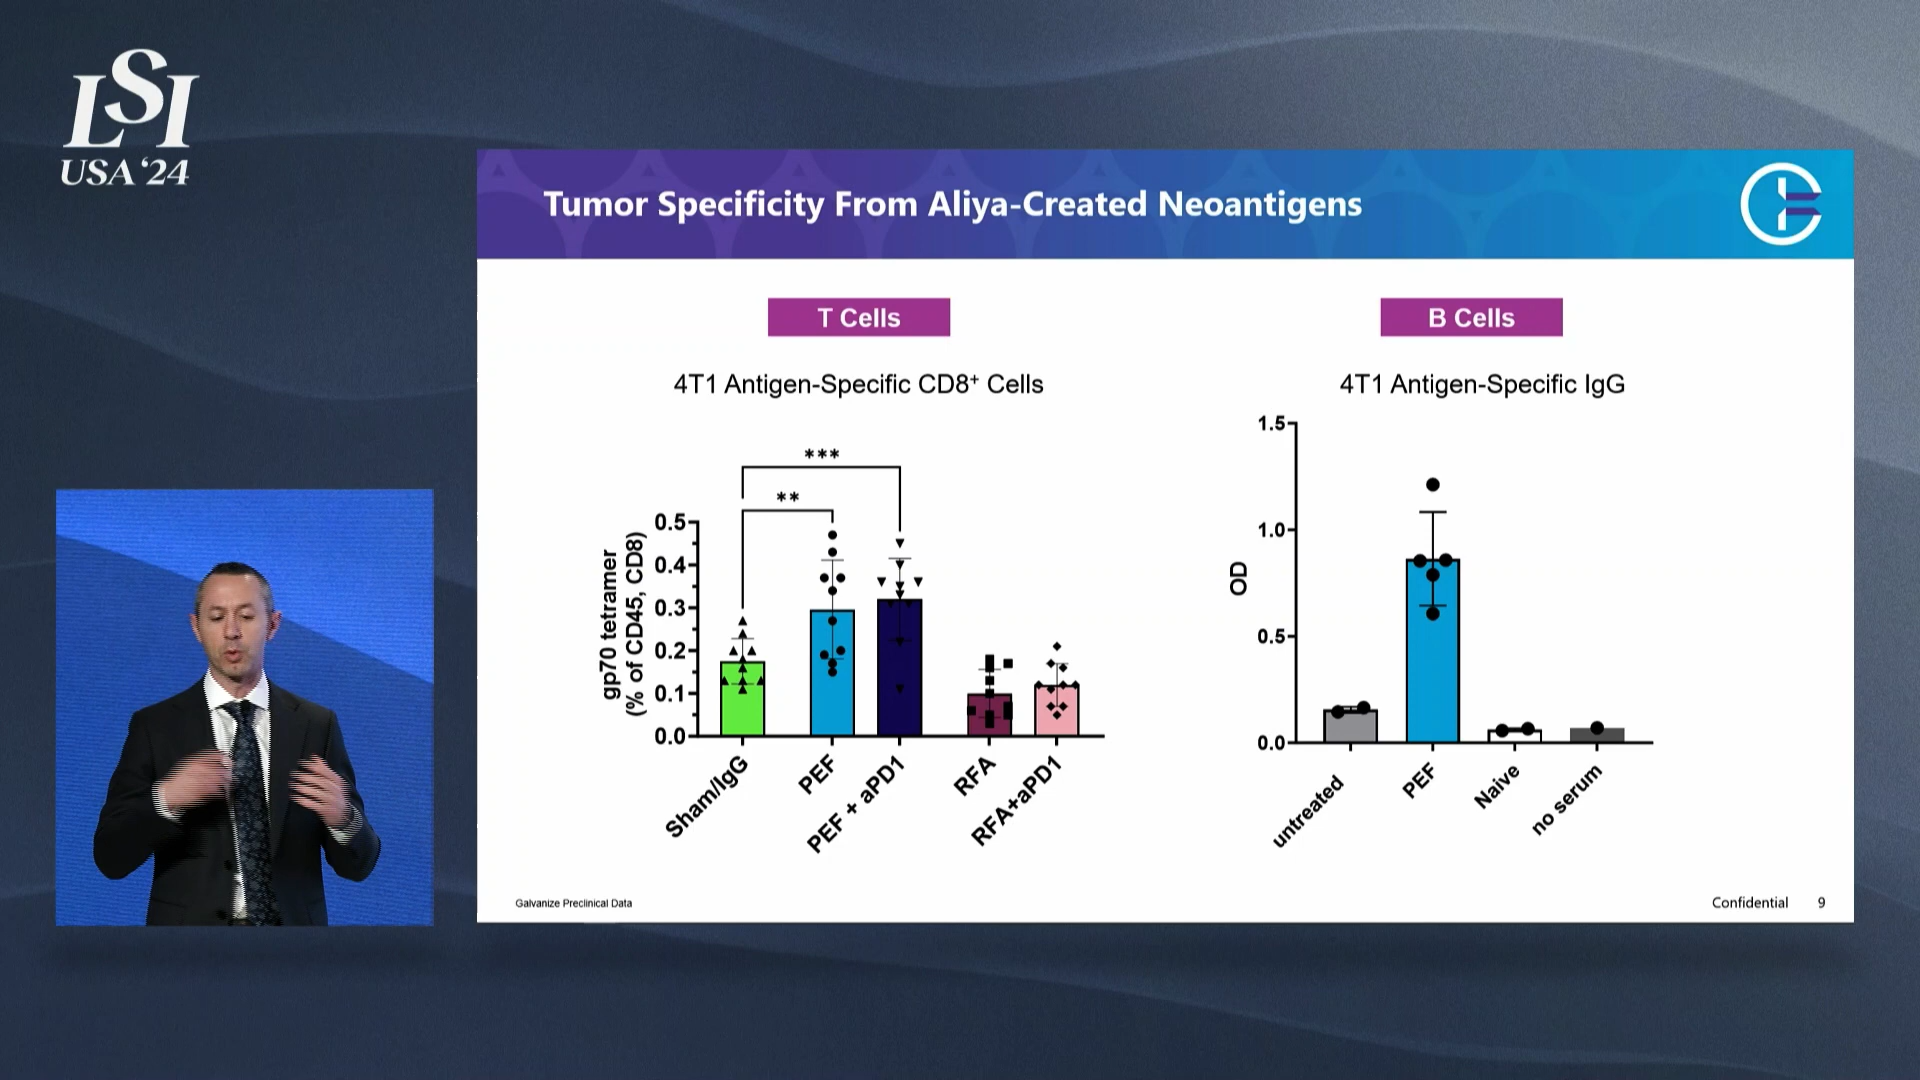 LSI
USA '24
Tumor Specificity From Aliya-Created Neoantigens
T Cells
4T1 Antigen-Specific CD8⁺ Cells
***
**
gp70 tetramer
(% of CD45, CD8)
0.5
0.4
0.3
0.2
0.1
0.0
Sham/IgG
PEF
PEF + aPD1
RFA
RFA+aPD1
B Cells
4T1 Antigen-Specific IgG
OD
1.5
1.0
0.5
0.0
untreated
PEF
Naive
no serum
Galvanize Preclinical Data
Confidential 9